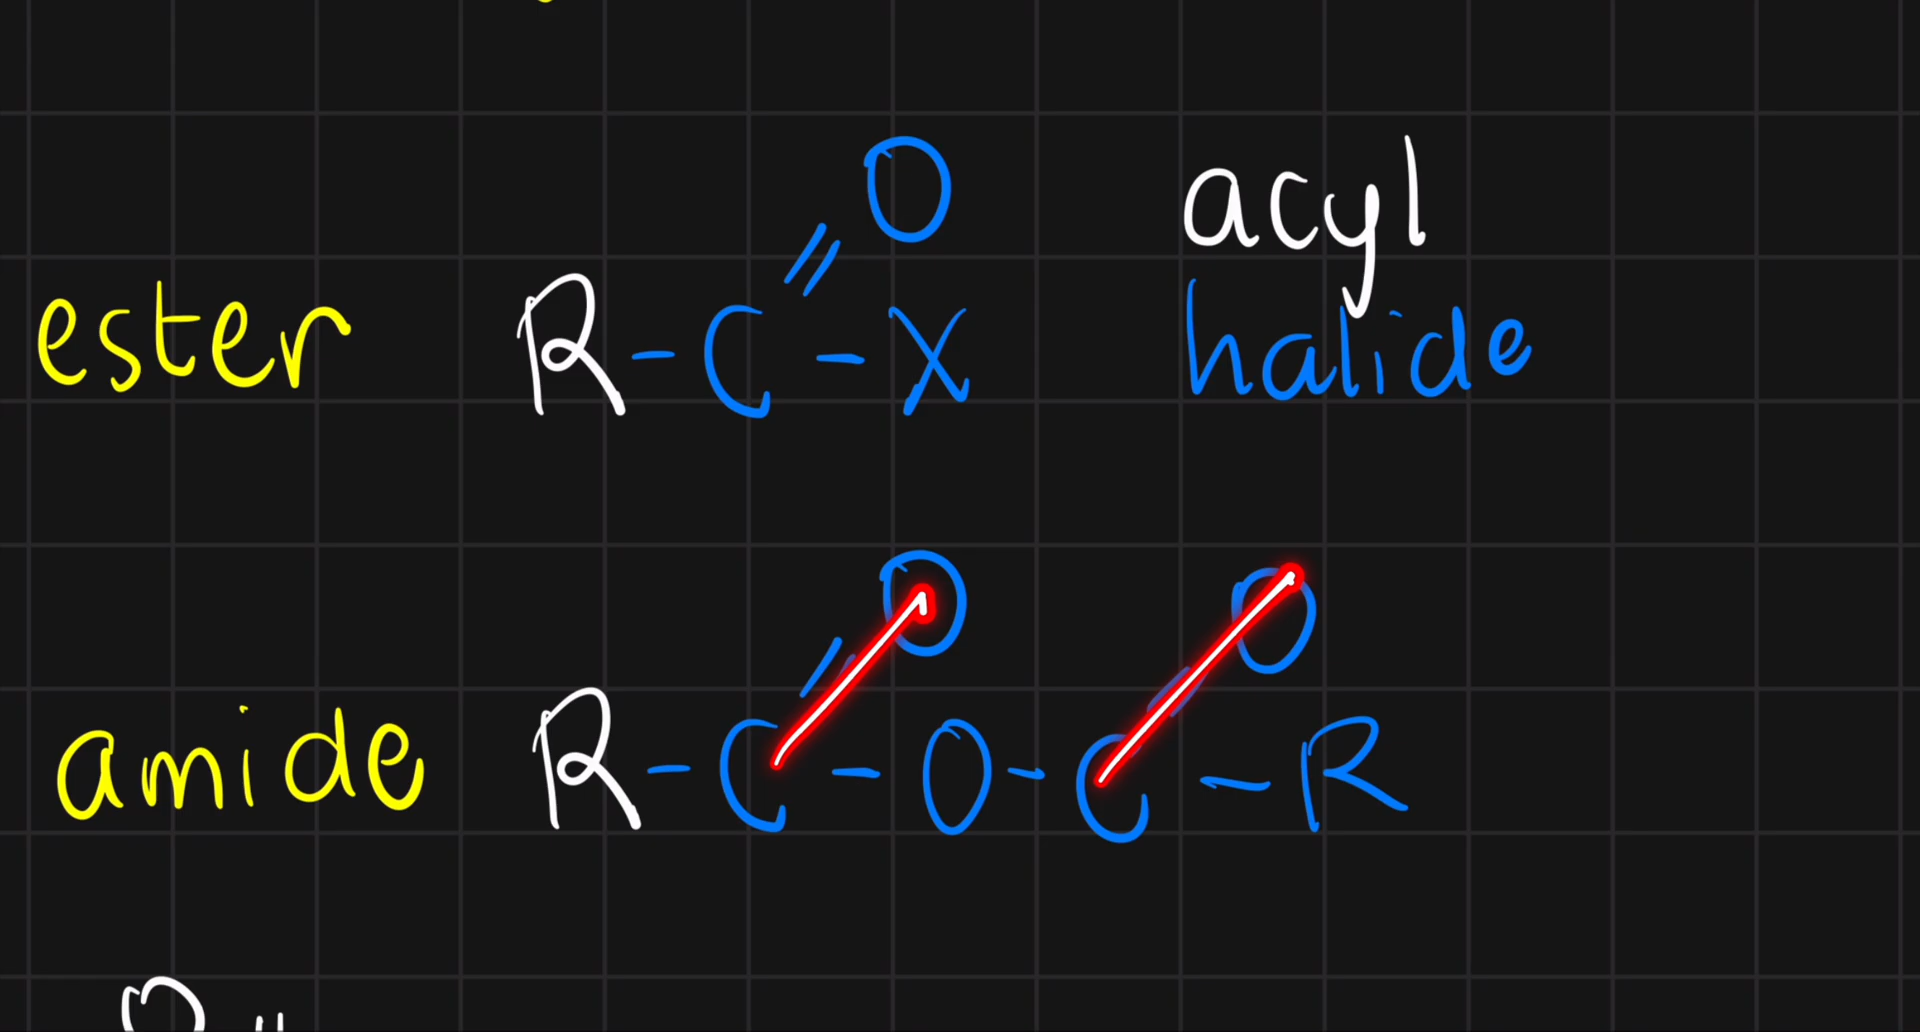 O acyl
ester R-C-X halide
O O
amide R-C-O-C-R